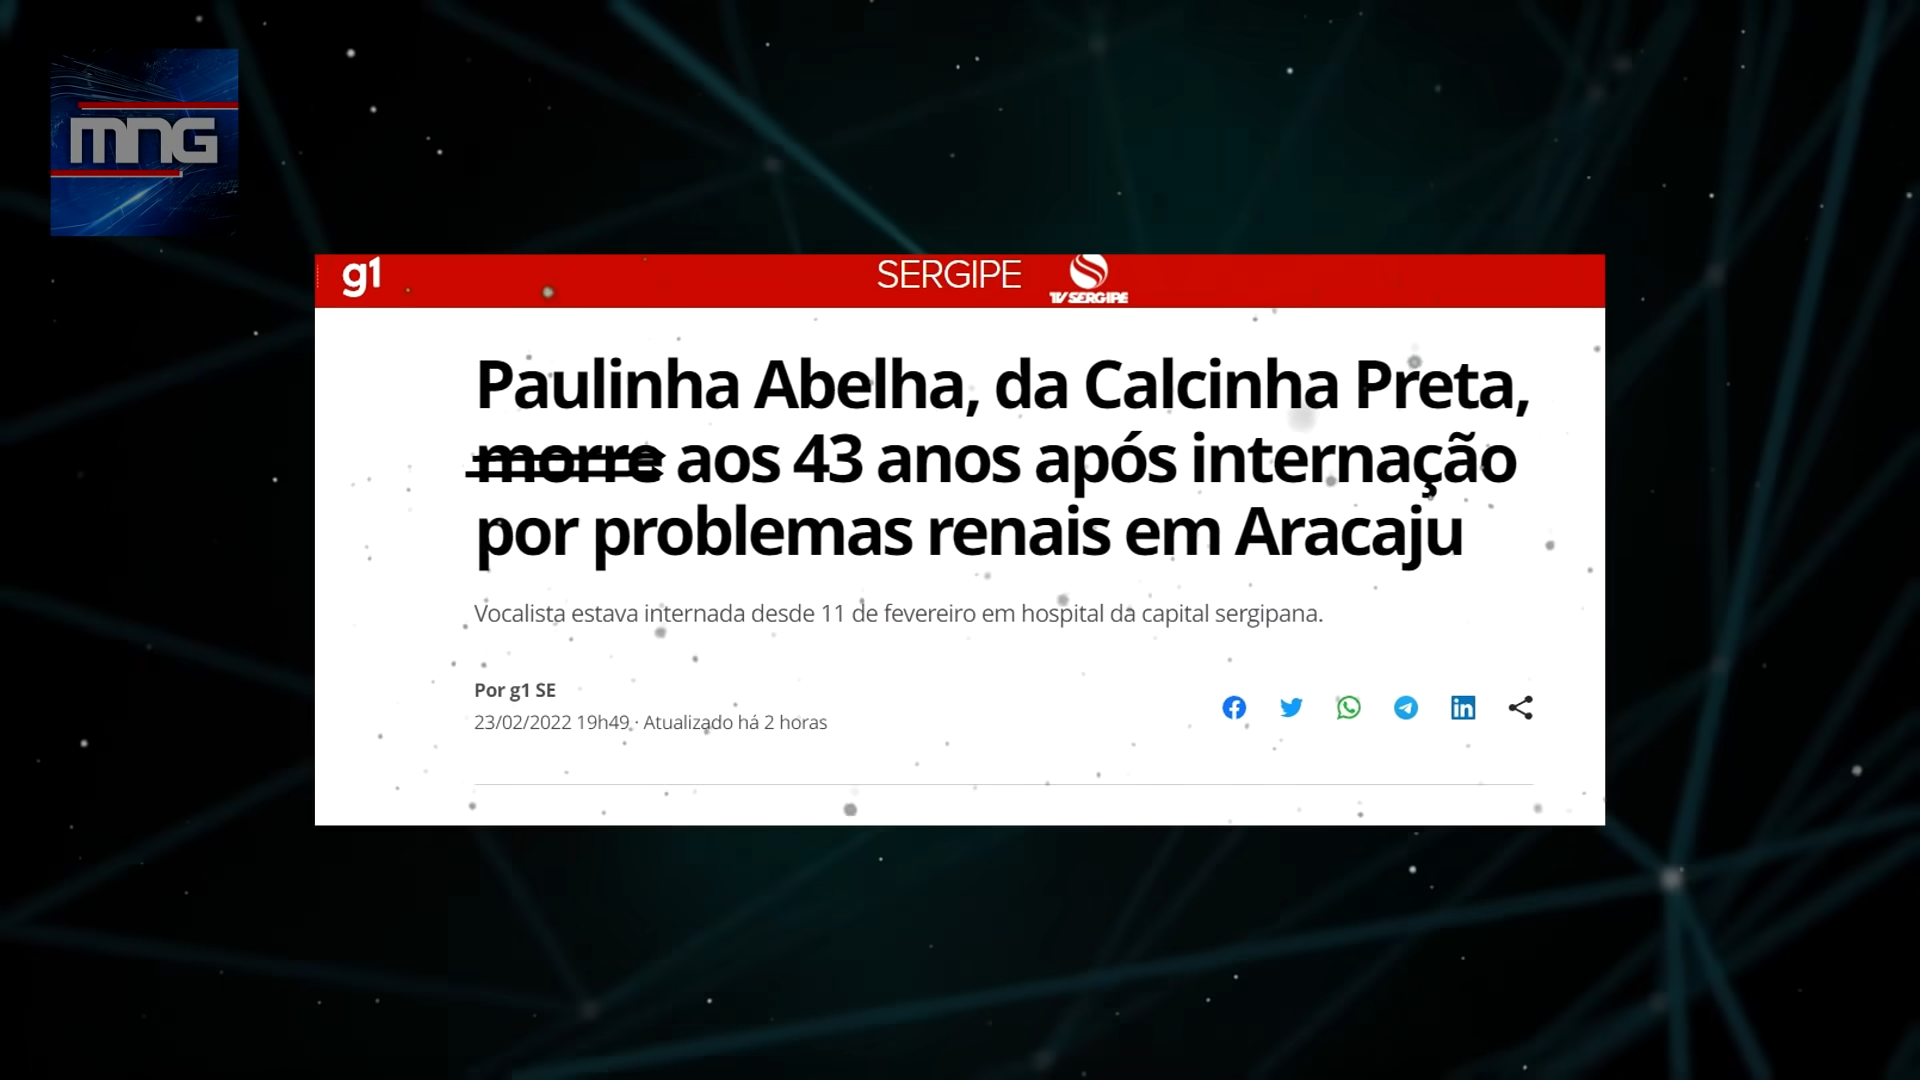 MNG
g1
SERGIPE
TV SERGIPE
Paulinha Abelha, da Calcinha Preta,
morre aos 43 anos após internação
por problemas renais em Aracaju
Vocalista estava internada desde 11 de fevereiro em hospital da capital sergipana.
Por g1 SE
23/02/2022 19h49 · Atualizado há 2 horas
in